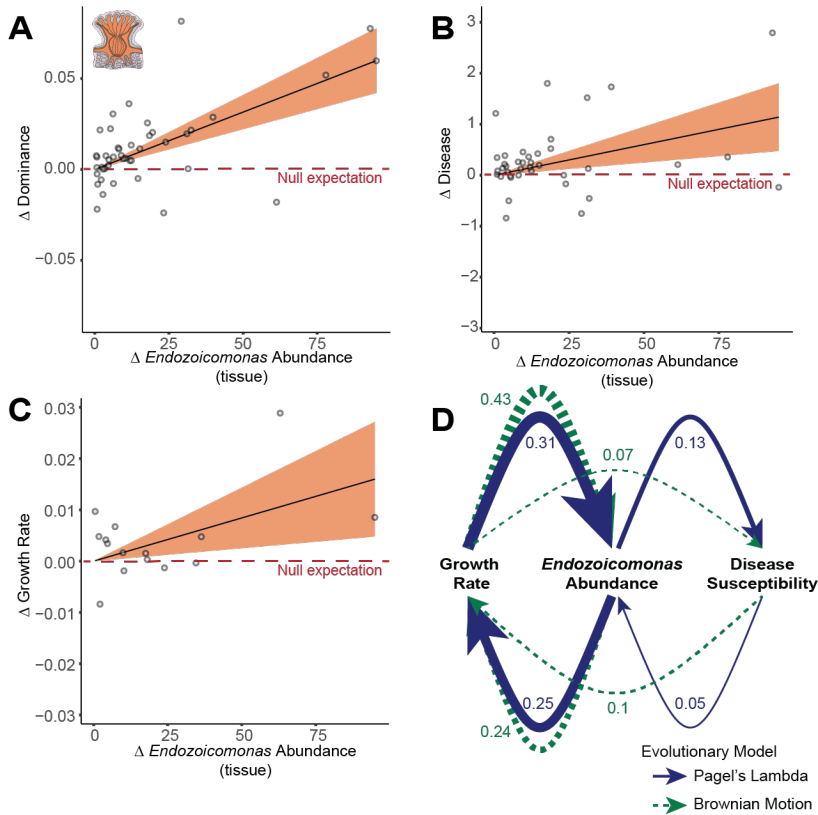 A
Δ Dominance
0.05
0.00
−0.05
Null expectation
0
25
50
75
Δ Endozoicomonas Abundance
(tissue)
B
Δ Disease
3
2
1
0
−1
−2
−3
Null expectation
0
25
50
75
Δ Endozoicomonas Abundance
(tissue)
C
Δ Growth Rate
0.03
0.02
0.01
0.00
−0.01
−0.02
−0.03
Null expectation
0
25
50
75
Δ Endozoicomonas Abundance
(tissue)
D
0.43
0.31
0.07
0.13
Growth
Rate
Endozoicomonas
Abundance
Disease
Susceptibility
0.25
0.24
0.1
0.05
Evolutionary Model
Pagel's Lambda
Brownian Motion